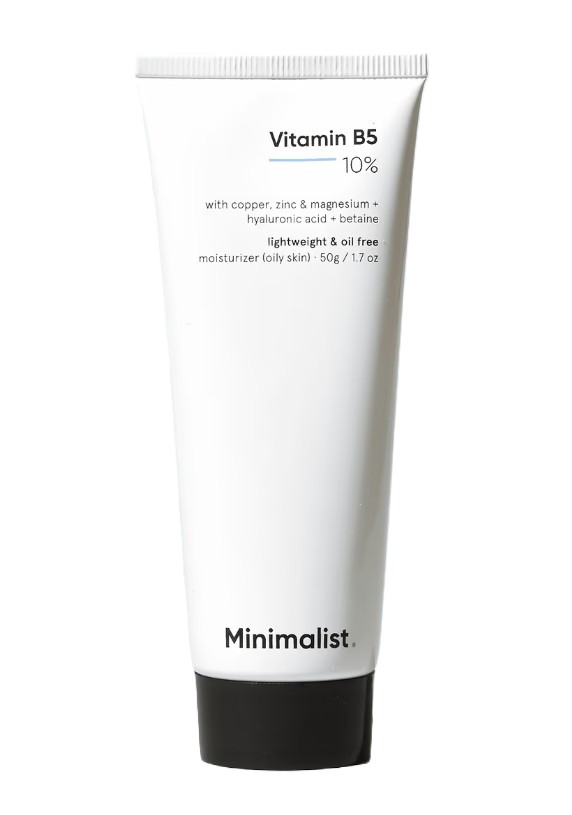 Vitamin B5
10%
with copper, zinc & magnesium +
hyaluronic acid + betaine
lightweight & oil free
moisturizer (oily skin) · 50g / 1.7 oz
Minimalist®